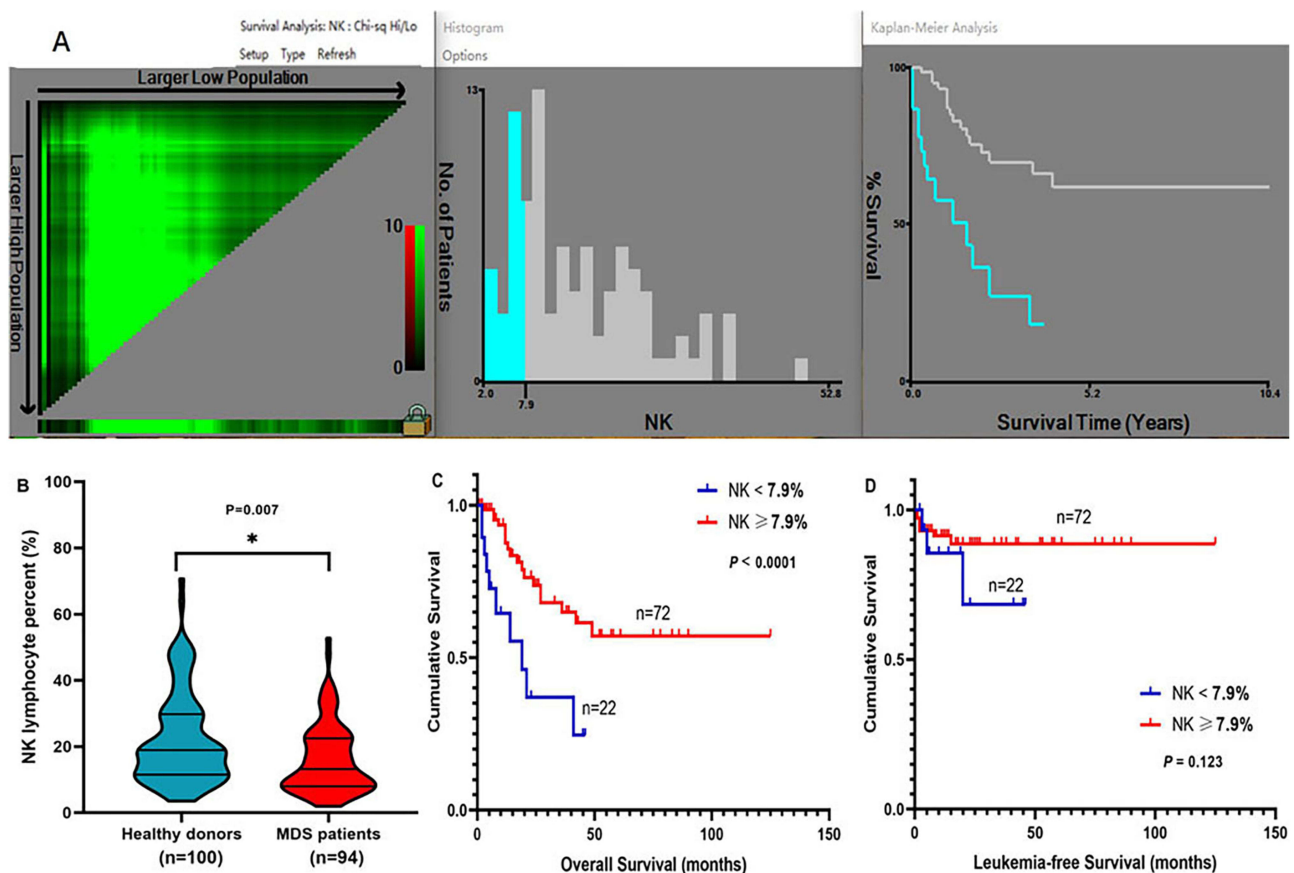 A
Survival Analysis: NK : Chi-sq Hi/Lo
Setup Type Refresh
Larger Low Population
Larger High Population
10
0
Histogram
Options
13
No. of Patients
0
2.0
7.9
52.8
NK
Kaplan-Meier Analysis
100
% Survival
50
0
0.0
5.2
10.4
Survival Time (Years)
B
100
80
60
40
20
0
NK lymphocyte percent (%)
P=0.007
*
Healthy donors
(n=100)
MDS patients
(n=94)
C
NK < 7.9%
NK ≥ 7.9%
P < 0.0001
n=72
n=22
1.0
0.5
0.0
Cumulative Survival
0
50
100
150
Overall Survival (months)
D
n=72
n=22
NK < 7.9%
NK ≥ 7.9%
P = 0.123
1.0
0.5
0.0
Cumulative Survival
0
50
100
150
Leukemia-free Survival (months)